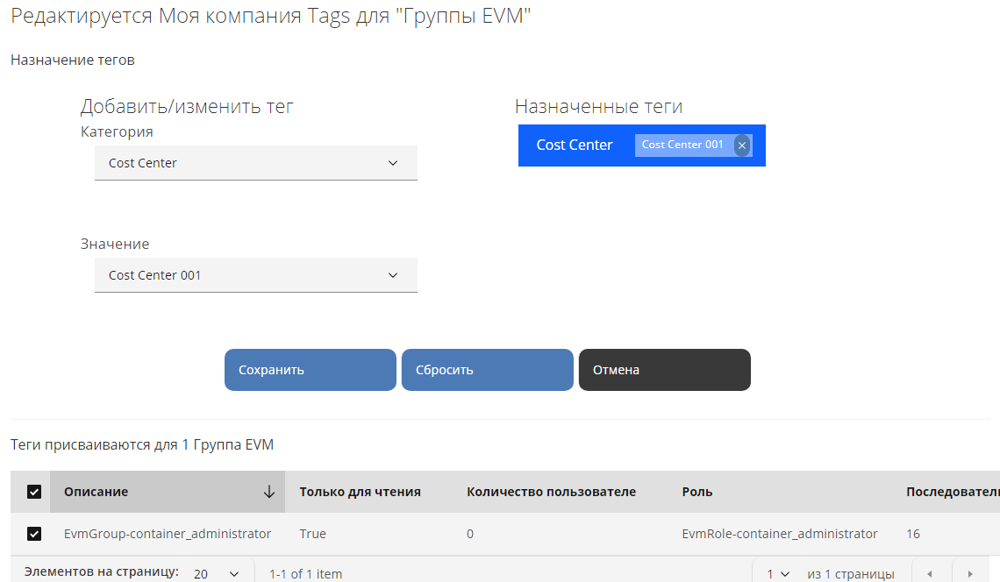 Редактируется Моя компания Tags для "Группы EVM"
Назначение тегов
Добавить/изменить тег
Категория
Cost Center
Значение
Cost Center 001
Назначенные теги
Cost Center Cost Center 001
Сохранить Сбросить Отмена
Теги присваиваются для 1 Группа EVM
Описание Только для чтения Количество пользователе Роль Последователь
EvmGroup-container_administrator True 0 EvmRole-container_administrator 16
Элементов на страницу: 20 1-1 of 1 item 1 из 1 страницы